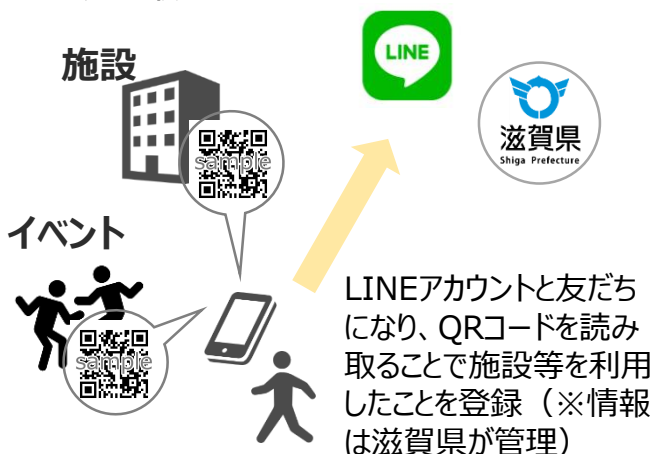 施設
LINE
滋賀県
Shiga Prefecture
sample
イベント
sample
LINEアカウントと友だち
になり、QRコードを読み
取ることで施設等を利用
したことを登録（※情報
は滋賀県が管理）